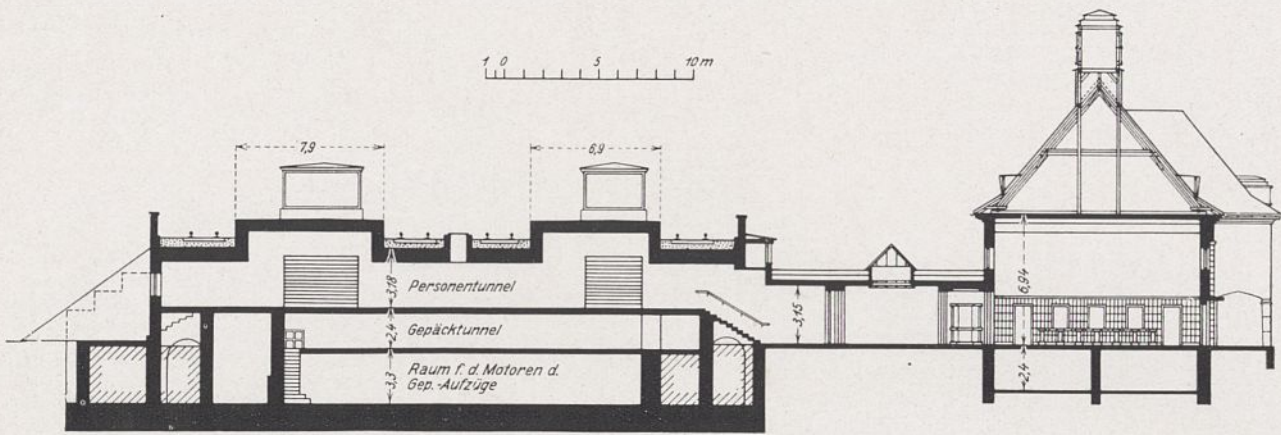 1 0 5 10 m
7,9
6,9
3,18
Personentunnel
2,4
Gepäcktunnel
3,3
Raum f. d. Motoren d.
Gep.-Aufzüge
3,15
6,94
2,4